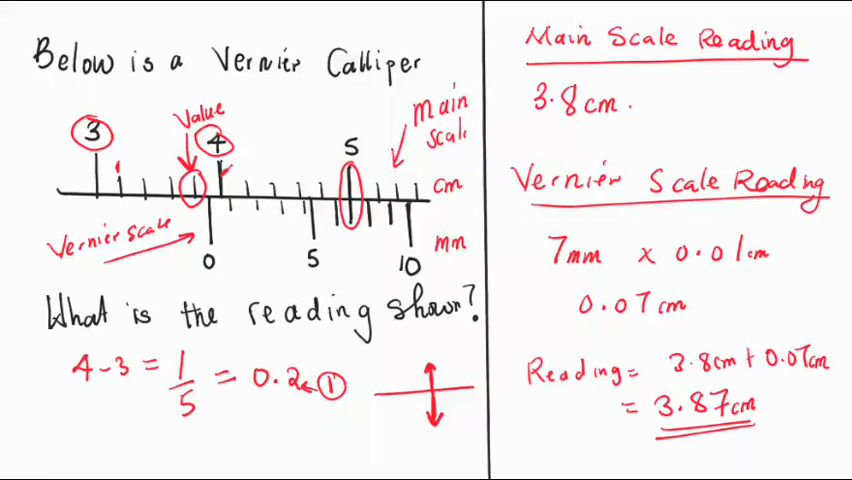 Below is a Vernier Calliper
Value
Main
scale
3
4
5
cm
Vernier scale
mm
0
5
10
What is the reading shown?
4-3 = 1/5 = 0.2 ← ①
Main Scale Reading
3.8cm.
Vernier Scale Reading
7mm x 0.01cm
0.07cm
Reading = 3.8cm + 0.07cm
= 3.87cm